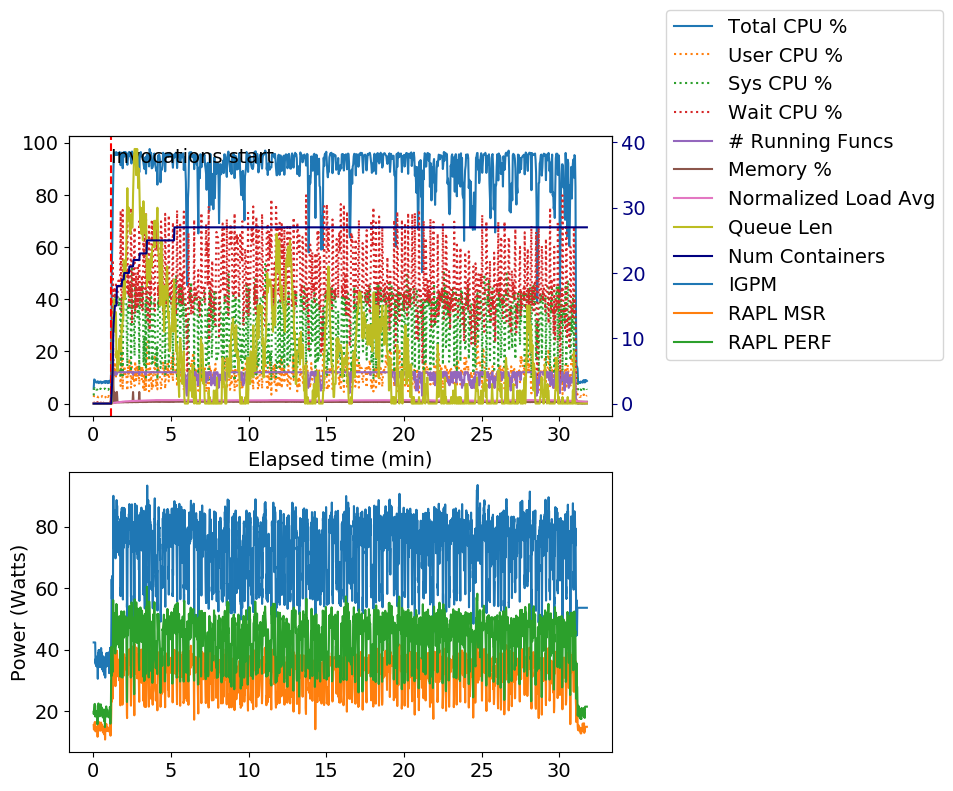 Total CPU %
User CPU %
Sys CPU %
Wait CPU %
# Running Funcs
Memory %
Normalized Load Avg
Queue Len
Num Containers
IGPM
RAPL MSR
RAPL PERF
Invocations start
100
80
60
40
20
0
40
30
20
10
0
0 5 10 15 20 25 30
Elapsed time (min)
Power (Watts)
80
60
40
20
0 5 10 15 20 25 30